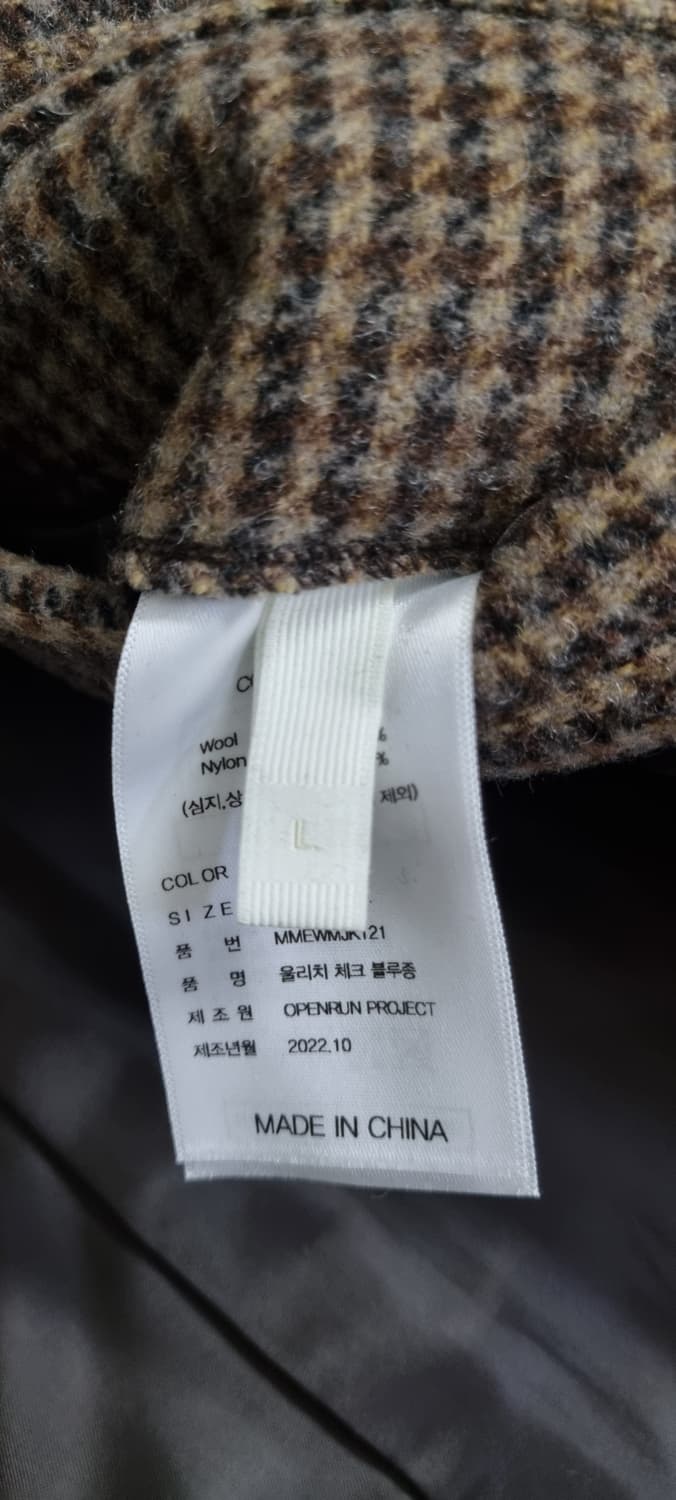 Wool %
Nylon %
(심지,상 제외)
L
COLOR
SIZE
품 번 MMEWMJK121
품 명 울리치 체크 블루종
제 조 원 OPENRUN PROJECT
제조년월 2022.10
MADE IN CHINA